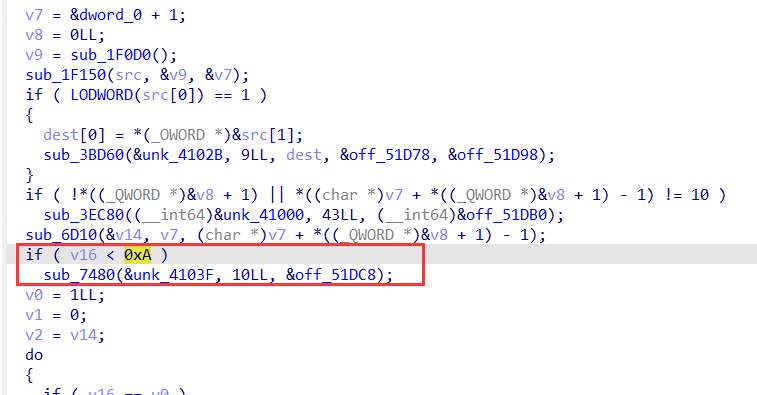 v7 = &dword_0 + 1;
v8 = 0LL;
v9 = sub_1F0D0();
sub_1F150(src, &v9, &v7);
if ( LODWORD(src[0]) == 1 )
{
dest[0] = *(_OWORD *)&src[1];
sub_3BD60(&unk_4102B, 9LL, dest, &off_51D78, &off_51D98);
}
if ( !*((_QWORD *)&v8 + 1) || *((char *)v7 + *((_QWORD *)&v8 + 1) - 1) != 10 )
sub_3EC80((__int64)&unk_41000, 43LL, (__int64)&off_51DB0);
sub_6D10(&v14, v7, (char *)v7 + *((_QWORD *)&v8 + 1) - 1);
if ( v16 < 0xA )
sub_7480(&unk_4103F, 10LL, &off_51DC8);
v0 = 1LL;
v1 = 0;
v2 = v14;
do
{
if ( v16 == v0 )